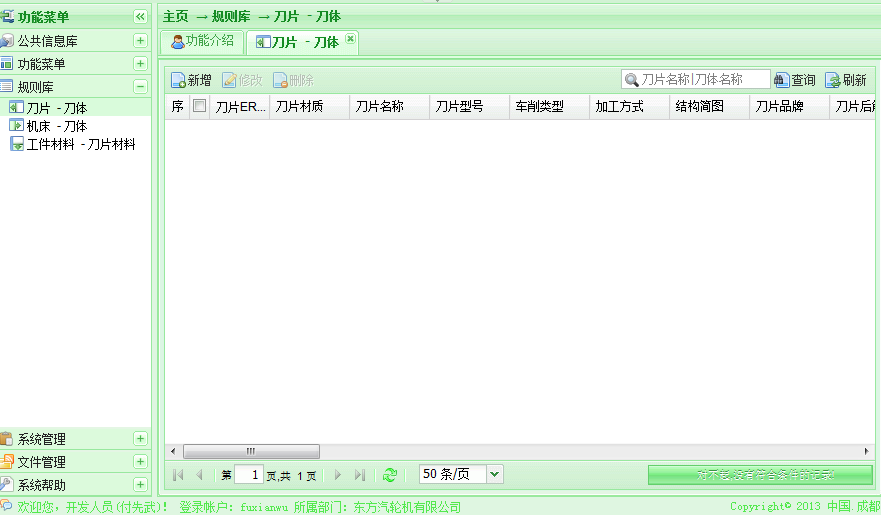 功能菜单
公共信息库
功能菜单
规则库
刀片 - 刀体
机床 - 刀体
工件材料 - 刀片材料
系统管理
文件管理
系统帮助
主页 → 规则库 → 刀片 - 刀体
功能介绍 刀片 - 刀体
新增 修改 删除 刀片名称|刀体名称 查询 刷新
序 刀片ER... 刀片材质 刀片名称 刀片型号 车削类型 加工方式 结构简图 刀片品牌 刀片后
第 1 页,共 1 页 50 条/页 对不起,没有符合条件的记录!
欢迎您，开发人员(付先武)! 登录帐户：fuxianwu 所属部门：东方汽轮机有限公司 Copyright© 2013 中国.成都